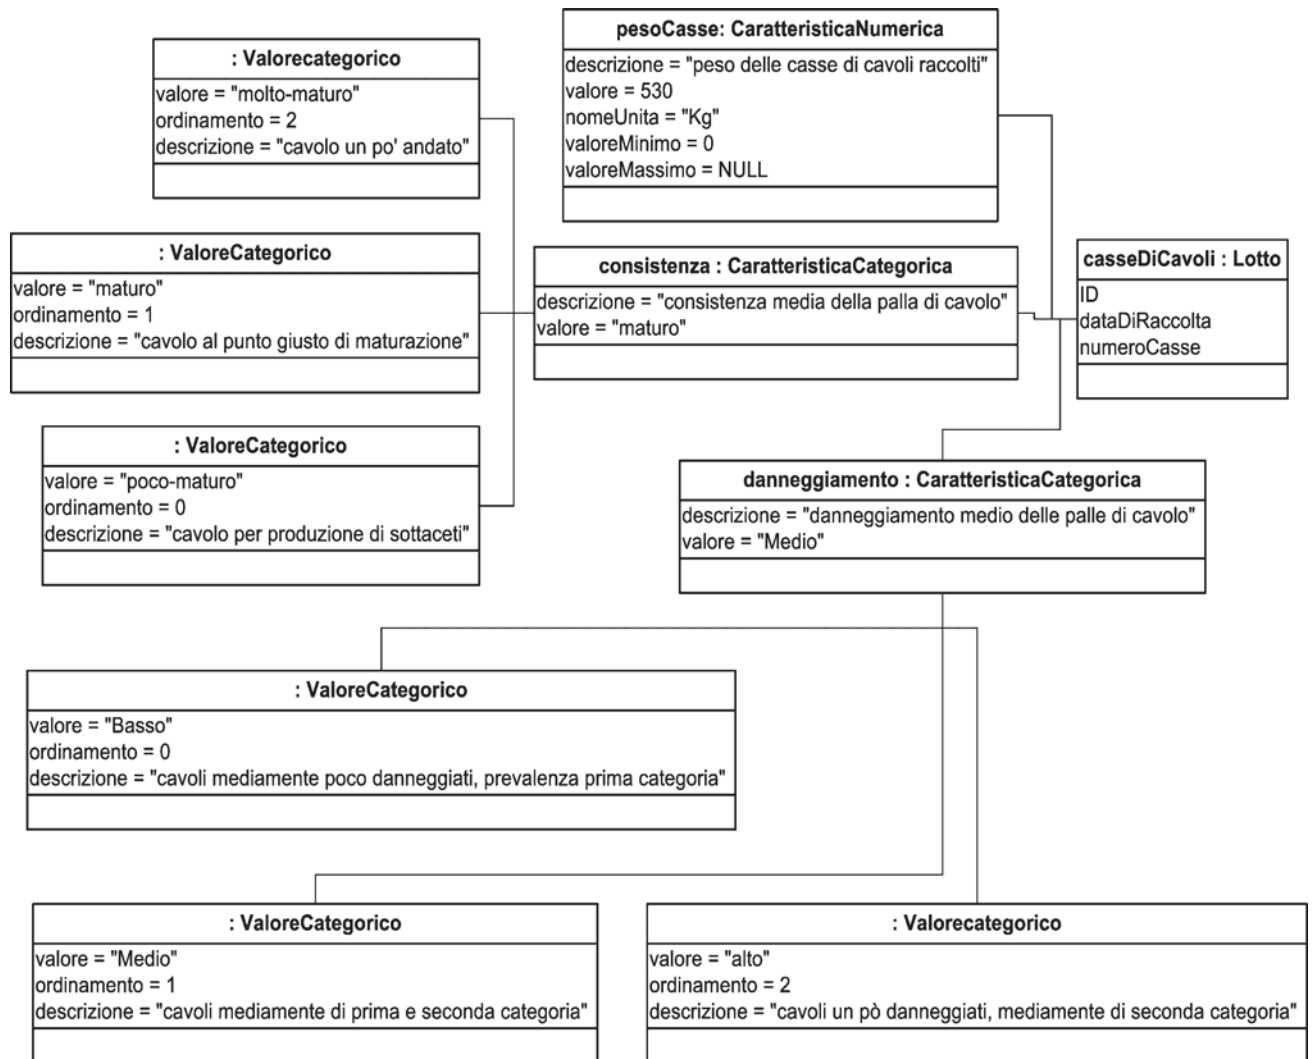 : Valorecategorico
valore = "molto-maturo"
ordinamento = 2
descrizione = "cavolo un po' andato"
pesoCasse: CaratteristicaNumerica
descrizione = "peso delle casse di cavoli raccolti"
valore = 530
nomeUnita = "Kg"
valoreMinimo = 0
valoreMassimo = NULL
: ValoreCategorico
valore = "maturo"
ordinamento = 1
descrizione = "cavolo al punto giusto di maturazione"
consistenza : CaratteristicaCategorica
descrizione = "consistenza media della palla di cavolo"
valore = "maturo"
casseDiCavoli : Lotto
ID
dataDiRaccolta
numeroCasse
: ValoreCategorico
valore = "poco-maturo"
ordinamento = 0
descrizione = "cavolo per produzione di sottaceti"
danneggiamento : CaratteristicaCategorica
descrizione = "danneggiamento medio delle palle di cavolo"
valore = "Medio"
: ValoreCategorico
valore = "Basso"
ordinamento = 0
descrizione = "cavoli mediamente poco danneggiati, prevalenza prima categoria"
: ValoreCategorico
valore = "Medio"
ordinamento = 1
descrizione = "cavoli mediamente di prima e seconda categoria"
: Valorecategorico
valore = "alto"
ordinamento = 2
descrizione = "cavoli un pò danneggiati, mediamente di seconda categoria"